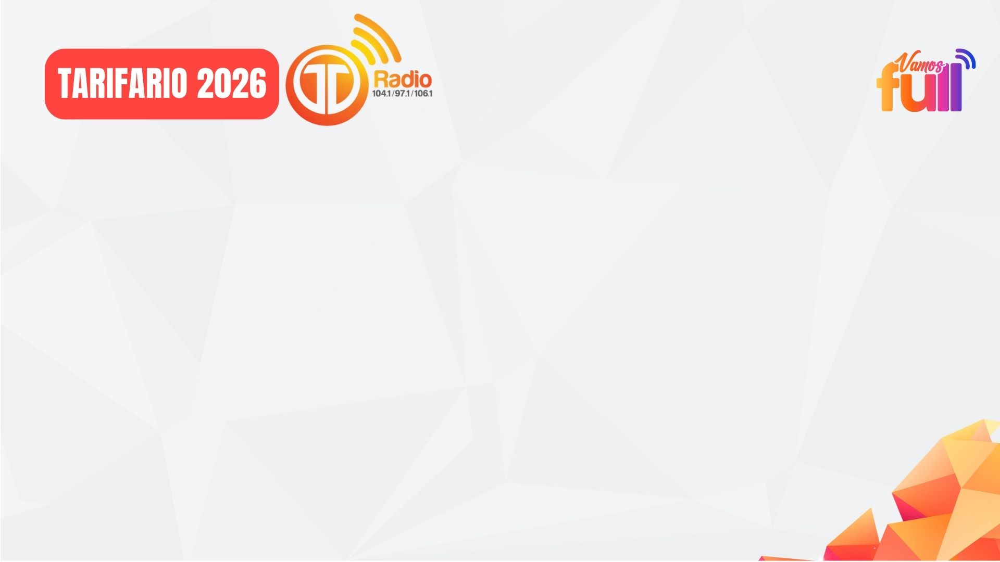 TARIFARIO 2026
Radio
104.1/97.1/106.1
Vamos
full